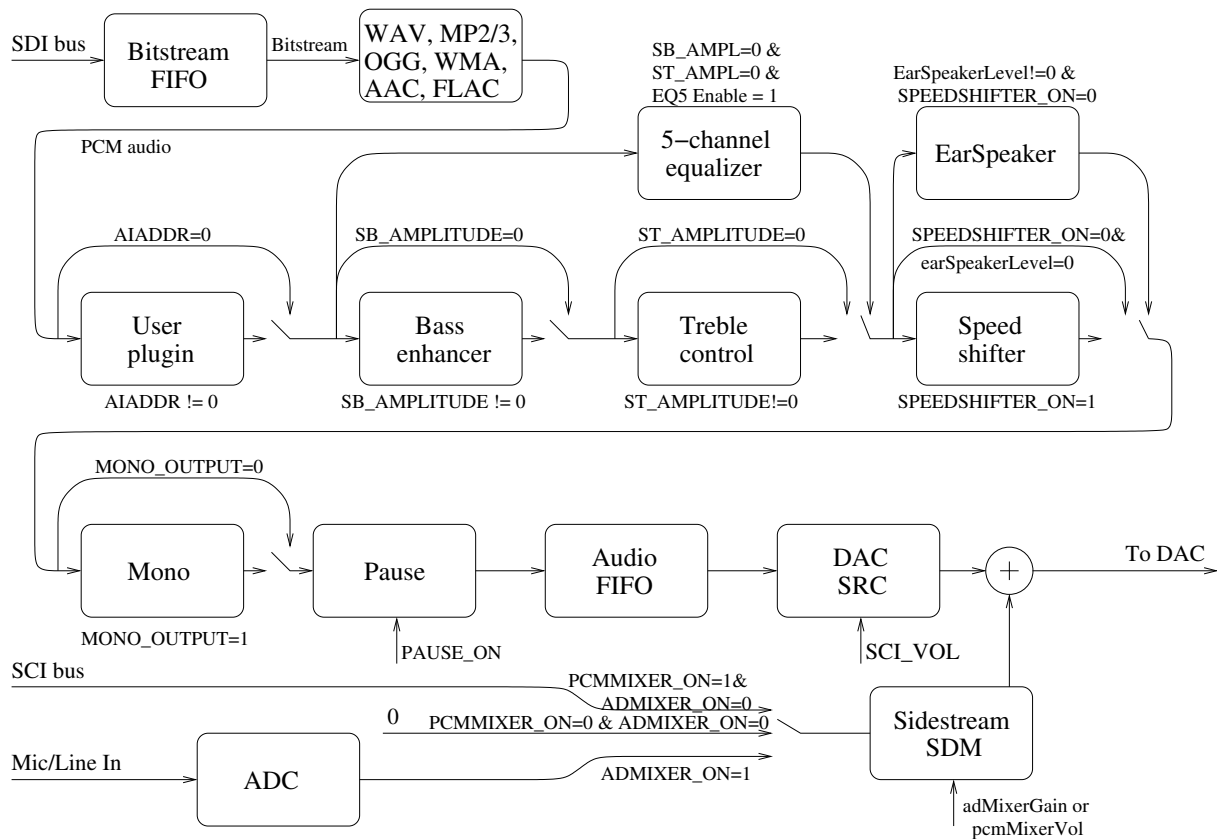 SDI bus
Bitstream
FIFO
Bitstream
WAV, MP2/3,
OGG, WMA,
AAC, FLAC
SB_AMPL=0 &
ST_AMPL=0 &
EQ5 Enable = 1
EarSpeakerLevel!=0 &
SPEEDSHIFTER_ON=0
PCM audio
5−channel
equalizer
EarSpeaker
AIADDR=0
SB_AMPLITUDE=0
ST_AMPLITUDE=0
SPEEDSHIFTER_ON=0&
earSpeakerLevel=0
User
plugin
Bass
enhancer
Treble
control
Speed
shifter
AIADDR != 0
SB_AMPLITUDE != 0
ST_AMPLITUDE!=0
SPEEDSHIFTER_ON=1
MONO_OUTPUT=0
Mono
Pause
Audio
FIFO
DAC
SRC
+
To DAC
MONO_OUTPUT=1
PAUSE_ON
SCI_VOL
SCI bus
PCMMIXER_ON=1&
ADMIXER_ON=0
0
PCMMIXER_ON=0 & ADMIXER_ON=0
Sidestream
SDM
Mic/Line In
ADC
ADMIXER_ON=1
adMixerGain or
pcmMixerVol